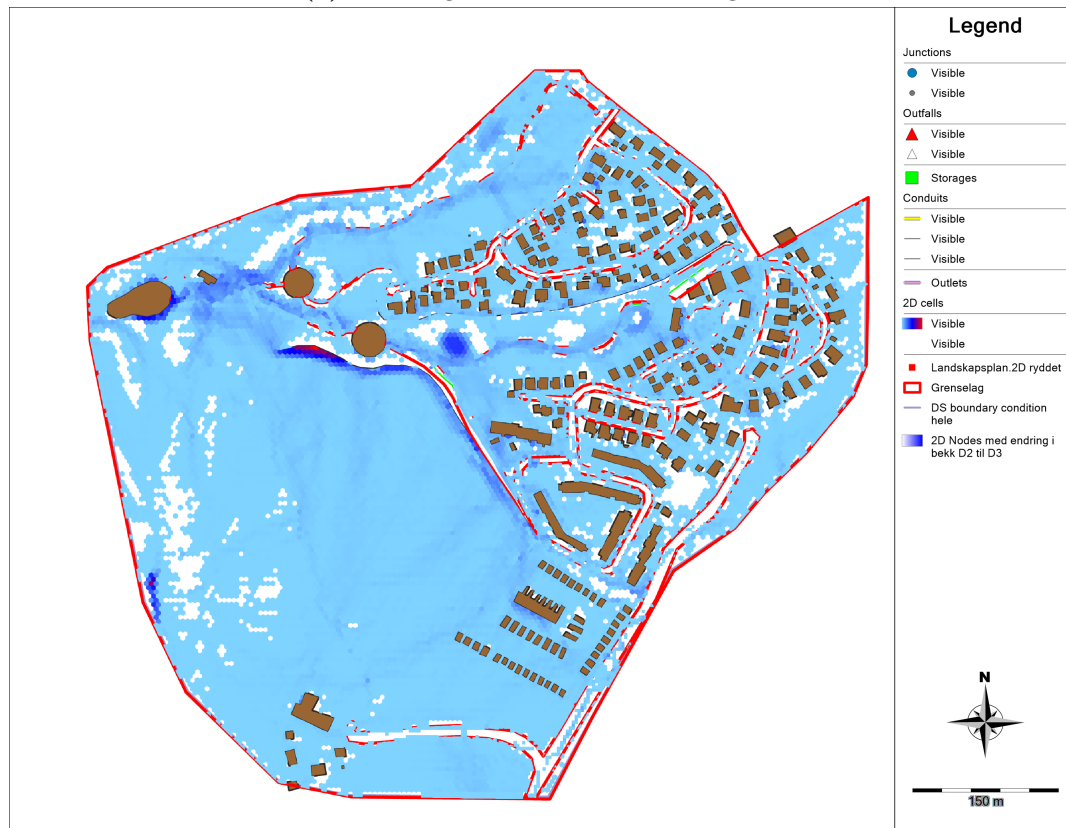 Legend
Junctions
Visible
Visible
Outfalls
Visible
Visible
Storages
Conduits
Visible
Visible
Visible
Outlets
2D cells
Visible
Visible
Landskapsplan.2D ryddet
Grenselag
DS boundary condition
hele
2D Nodes med endring i
bekk D2 til D3
N
150 m